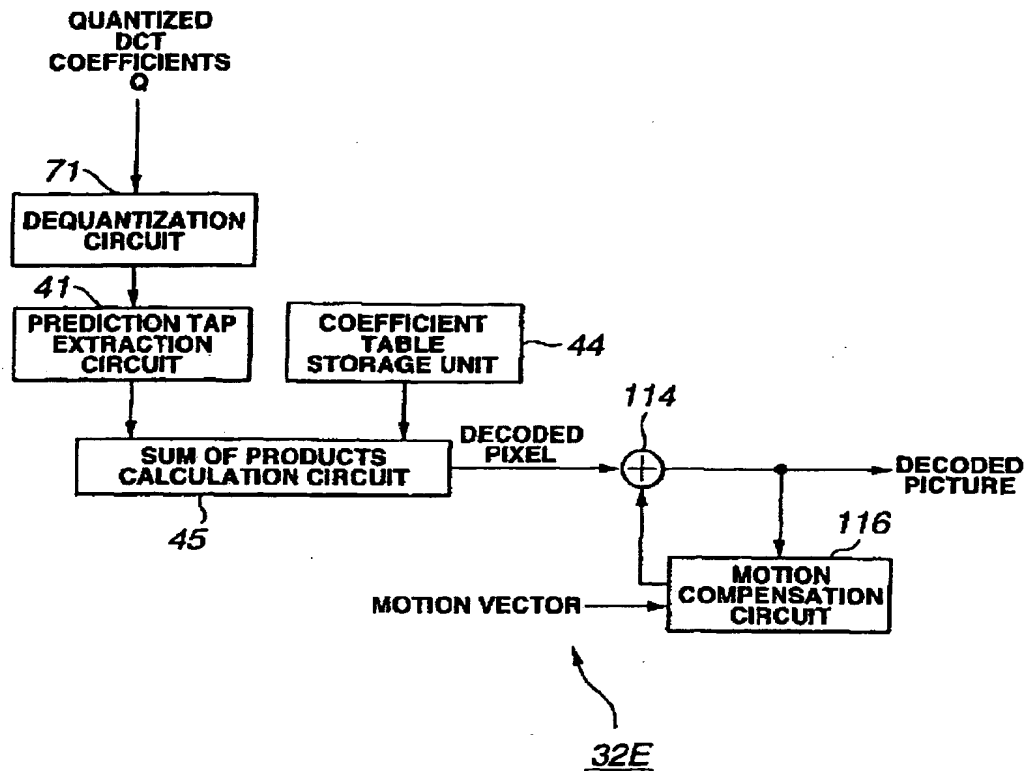 QUANTIZED
DCT
COEFFICIENTS
Q
71
DEQUANTIZATION
CIRCUIT
41
PREDICTION TAP
EXTRACTION
CIRCUIT
COEFFICIENT
TABLE
STORAGE UNIT
44
SUM OF PRODUCTS
CALCULATION CIRCUIT
45
DECODED
PIXEL
114
DECODED
PICTURE
116
MOTION
COMPENSATION
CIRCUIT
MOTION VECTOR
32E